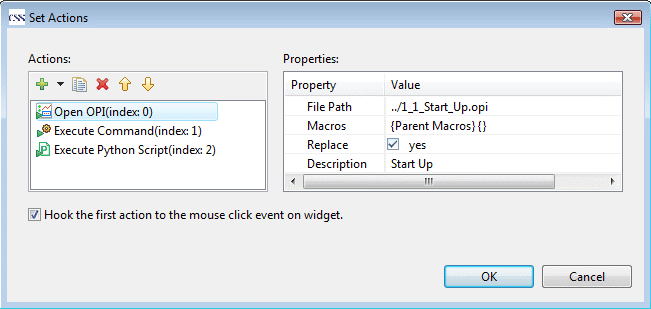 CSS Set Actions
Actions:
Properties:
Open OPI(index: 0)
Execute Command(index: 1)
Execute Python Script(index: 2)
Property Value
File Path ../1_1_Start_Up.opi
Macros {Parent Macros}{}
Replace yes
Description Start Up
Hook the first action to the mouse click event on widget.
OK Cancel